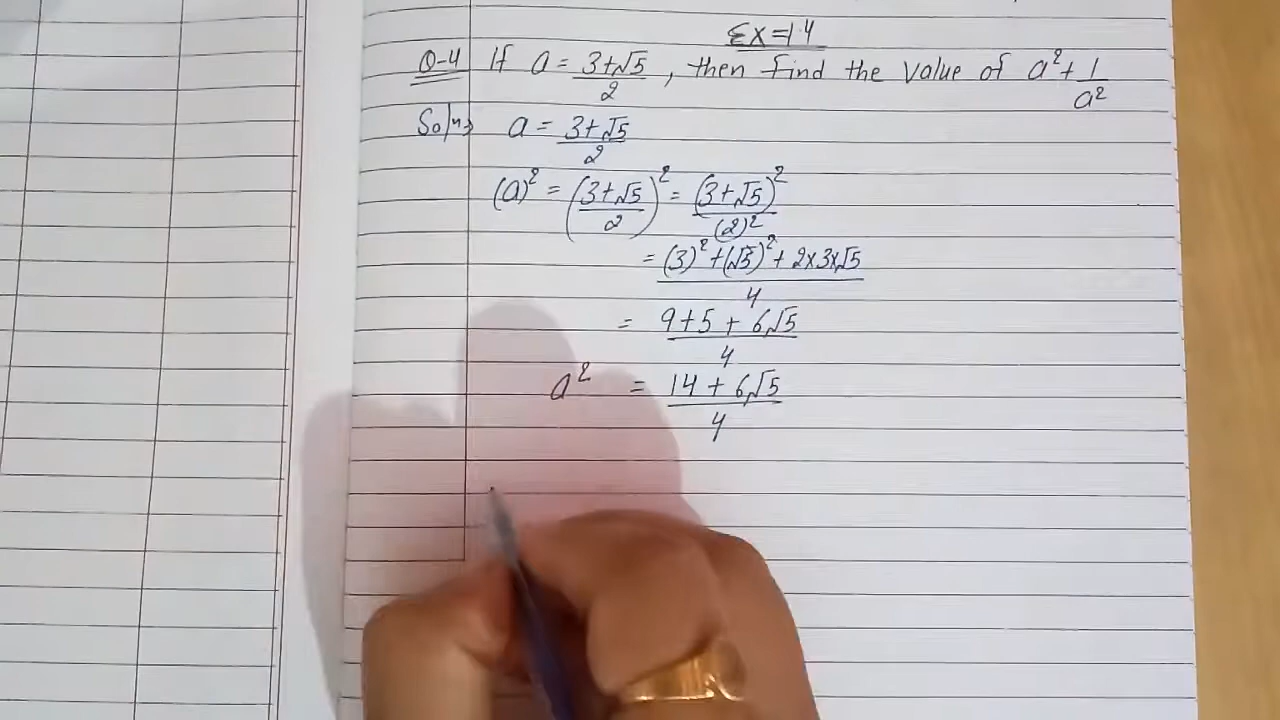 Ex=1.4
Q-4 If a = (3+√5)/2 , then find the value of a²+1/a²
Soln⇒ a = (3+√5)/2
(a)² = ((3+√5)/2)² = (3+√5)²/(2)²
= ((3)²+(√5)²+2×3×√5)/4
= (9+5+6√5)/4
a² = (14+6√5)/4